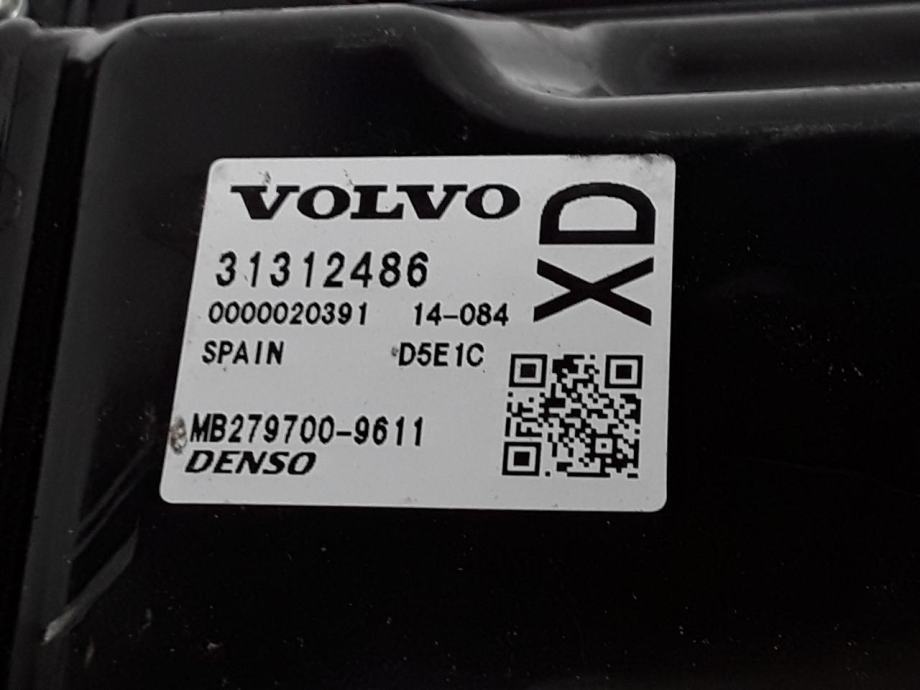 VOLVO
XD
31312486
0000020391 14-084
SPAIN D5E1C
MB279700-9611
DENSO